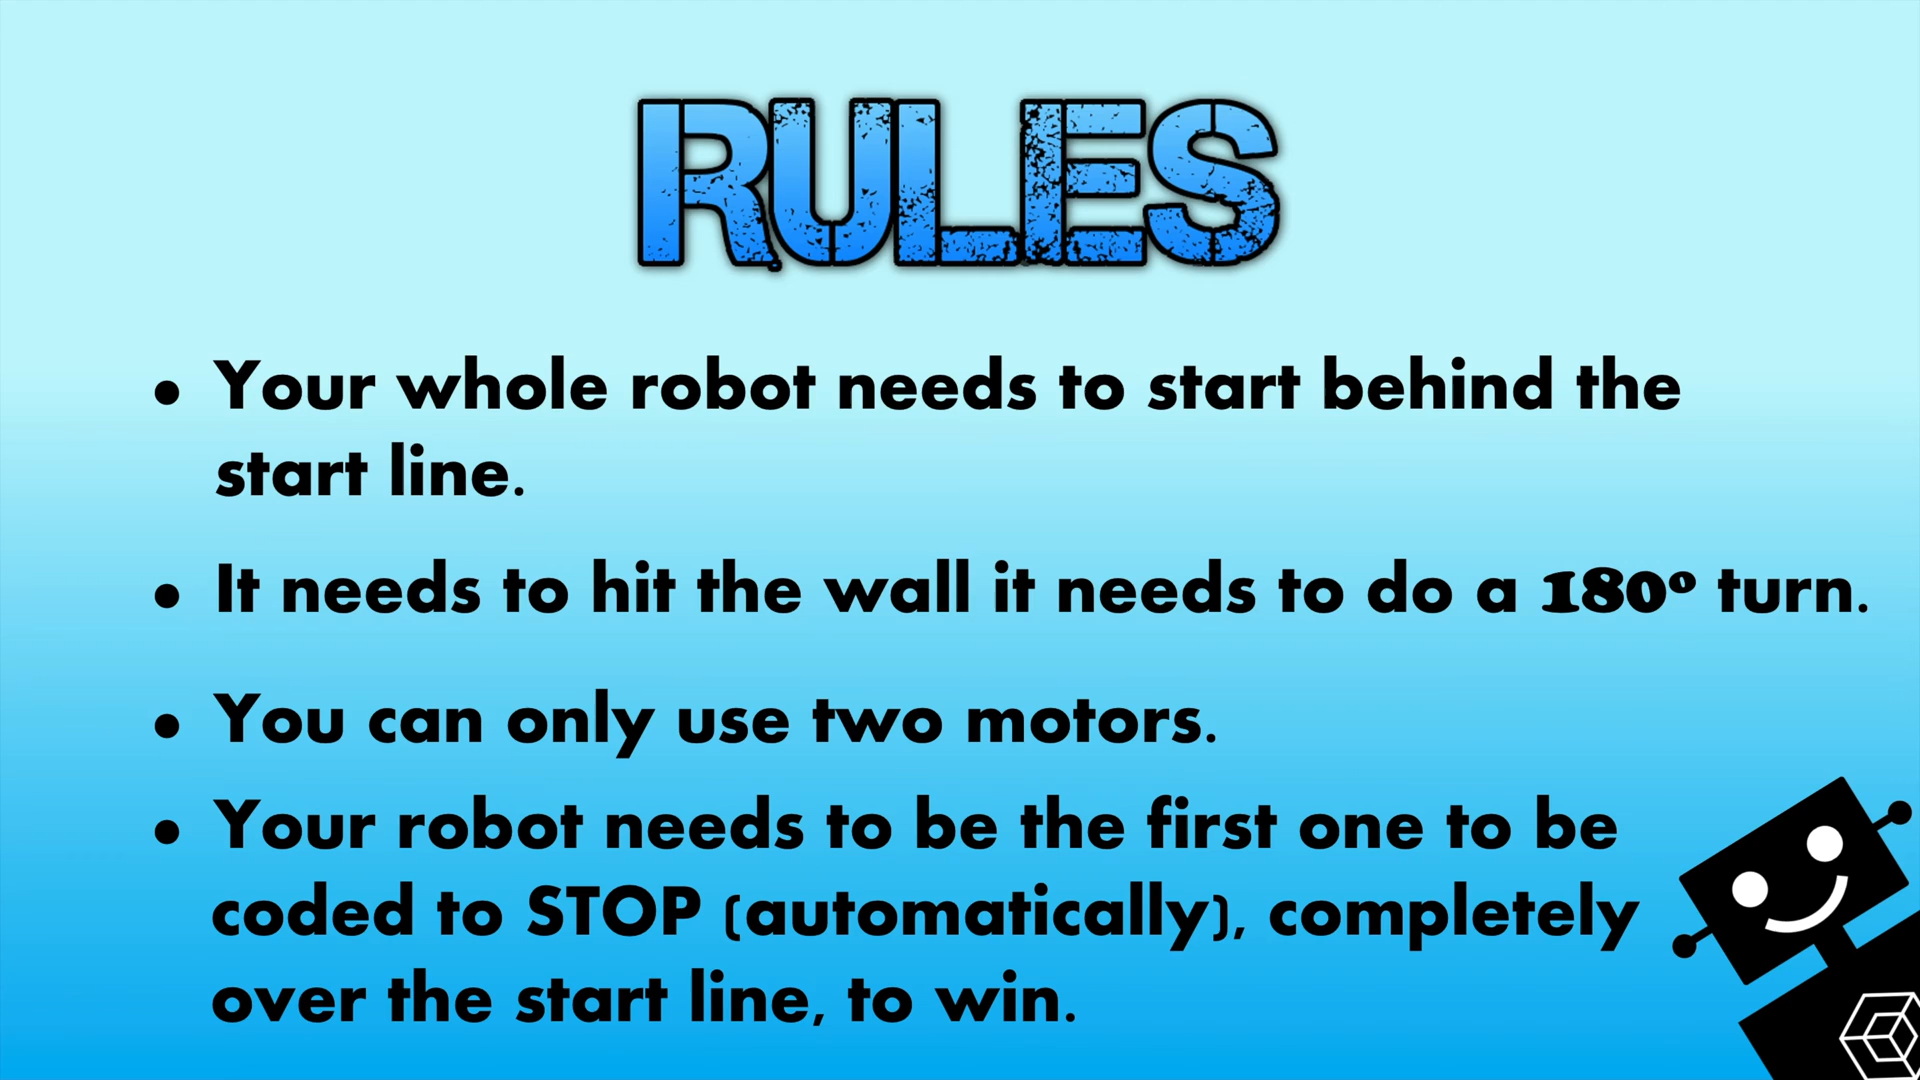 RULES
• Your whole robot needs to start behind the
start line.
• It needs to hit the wall it needs to do a 180º turn.
• You can only use two motors.
• Your robot needs to be the first one to be
coded to STOP (automatically), completely
over the start line, to win.